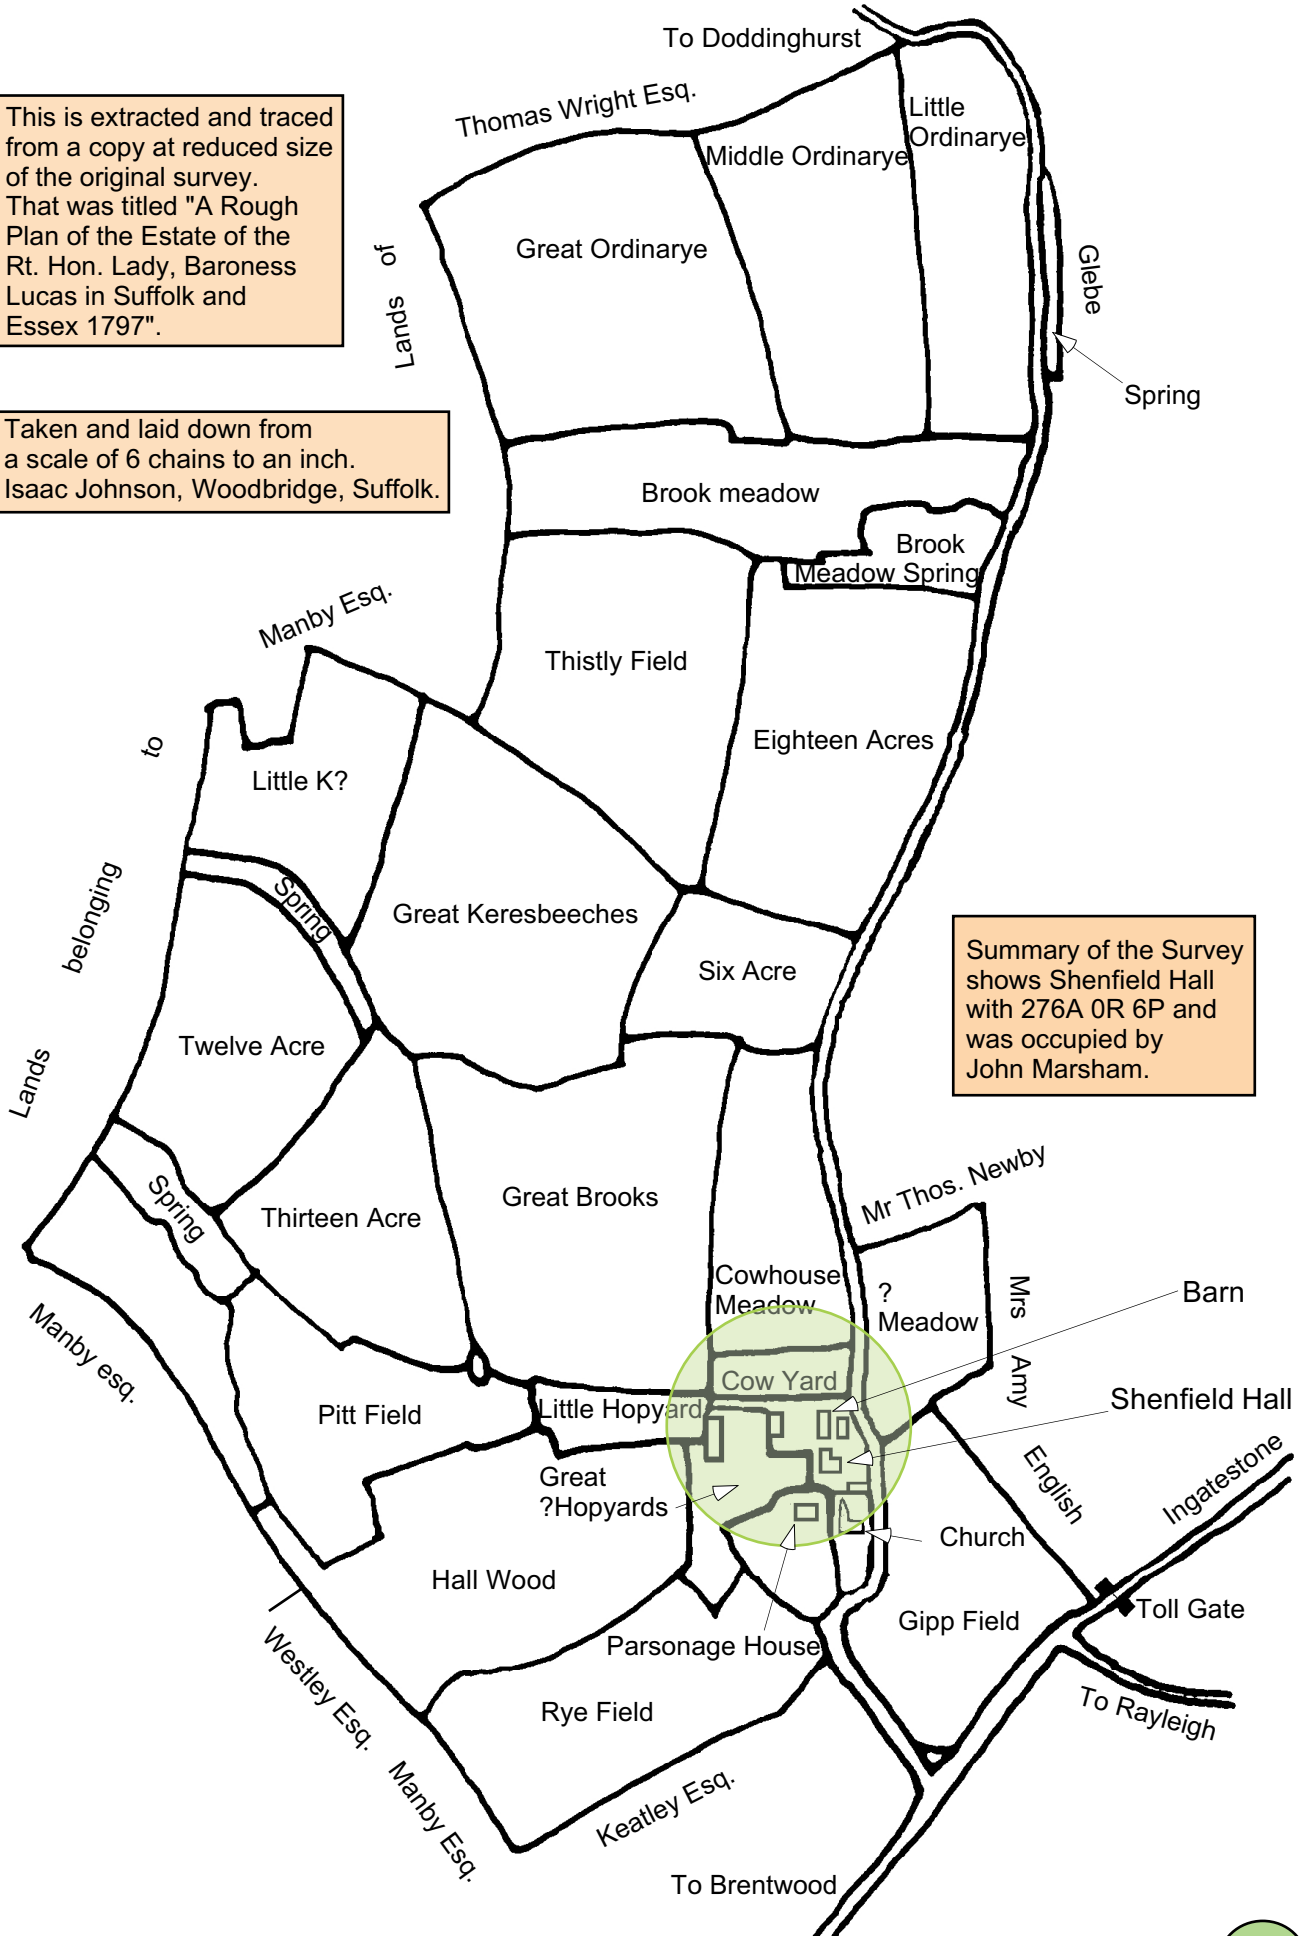 To Doddinghurst
Thomas Wright Esq.
This is extracted and traced
from a copy at reduced size
of the original survey.
That was titled "A Rough
Plan of the Estate of the
Rt. Hon. Lady, Baroness
Lucas in Suffolk and
Essex 1797".
Little
Ordinarye
Middle Ordinarye
Great Ordinarye
Lands of
Glebe
Spring
Taken and laid down from
a scale of 6 chains to an inch.
Isaac Johnson, Woodbridge, Suffolk.
Brook meadow
Brook
Meadow Spring
Manby Esq.
Thistly Field
Eighteen Acres
Little K?
Spring
Great Keresbeeches
Six Acre
Lands belonging to
Summary of the Survey
shows Shenfield Hall
with 276A 0R 6P and
was occupied by
John Marsham.
Twelve Acre
Spring
Thirteen Acre
Great Brooks
Mr Thos. Newby
Cowhouse
Meadow
?
Meadow
Mrs Amy
Barn
Manby esq.
Cow Yard
Shenfield Hall
Pitt Field
Little Hopyard
Great
?Hopyards
English
Ingatestone
Church
Hall Wood
Gipp Field
Toll Gate
Parsonage House
Westley Esq.
Rye Field
To Rayleigh
Manby Esq.
Keatley Esq.
To Brentwood